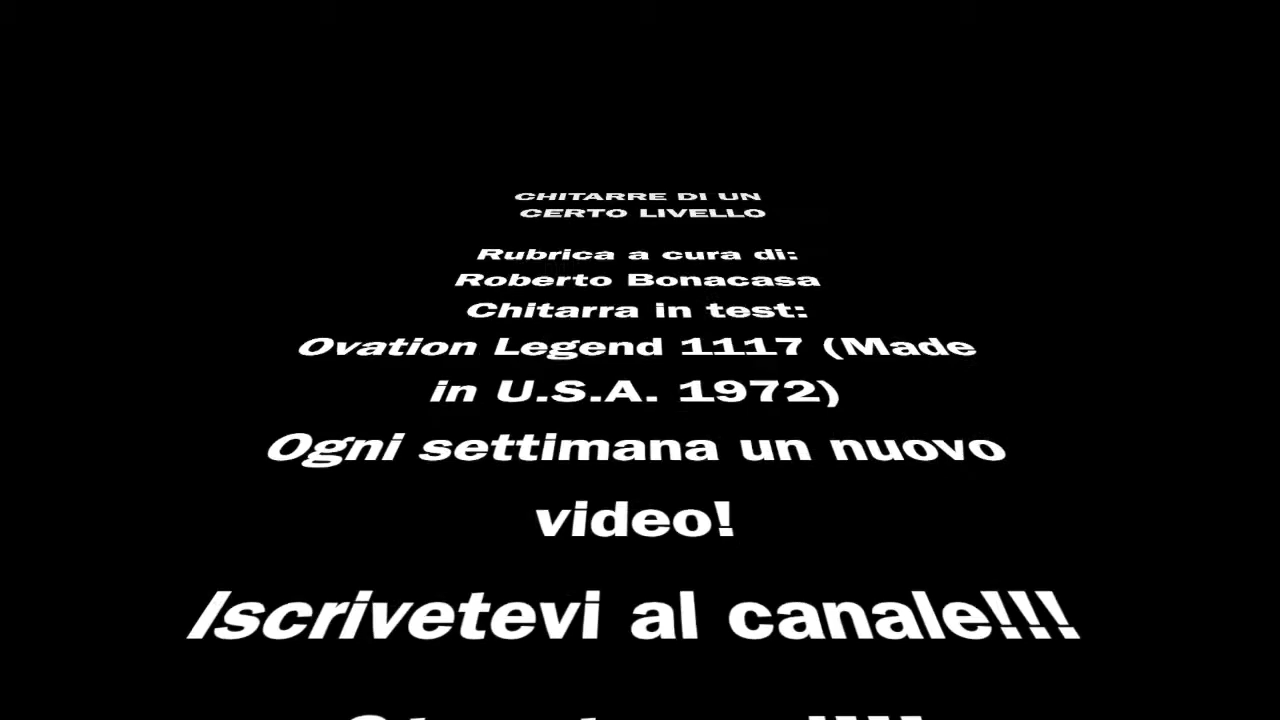 CHITARRE DI UN
CERTO LIVELLO
Rubrica a cura di:
Roberto Bonacasa
Chitarra in test:
Ovation Legend 1117 (Made
in U.S.A. 1972)
Ogni settimana un nuovo
video!
Iscrivetevi al canale!!!